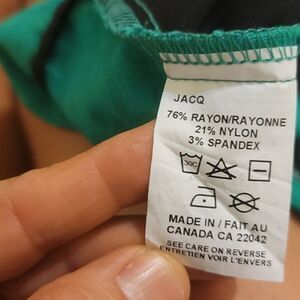 JACQ
76% RAYON/RAYONNE
21% NYLON
3% SPANDEX
30C
MADE IN / FAIT AU
CANADA CA 22042
SEE CARE ON REVERSE
ENTRETIEN VOIR L'ENVERS